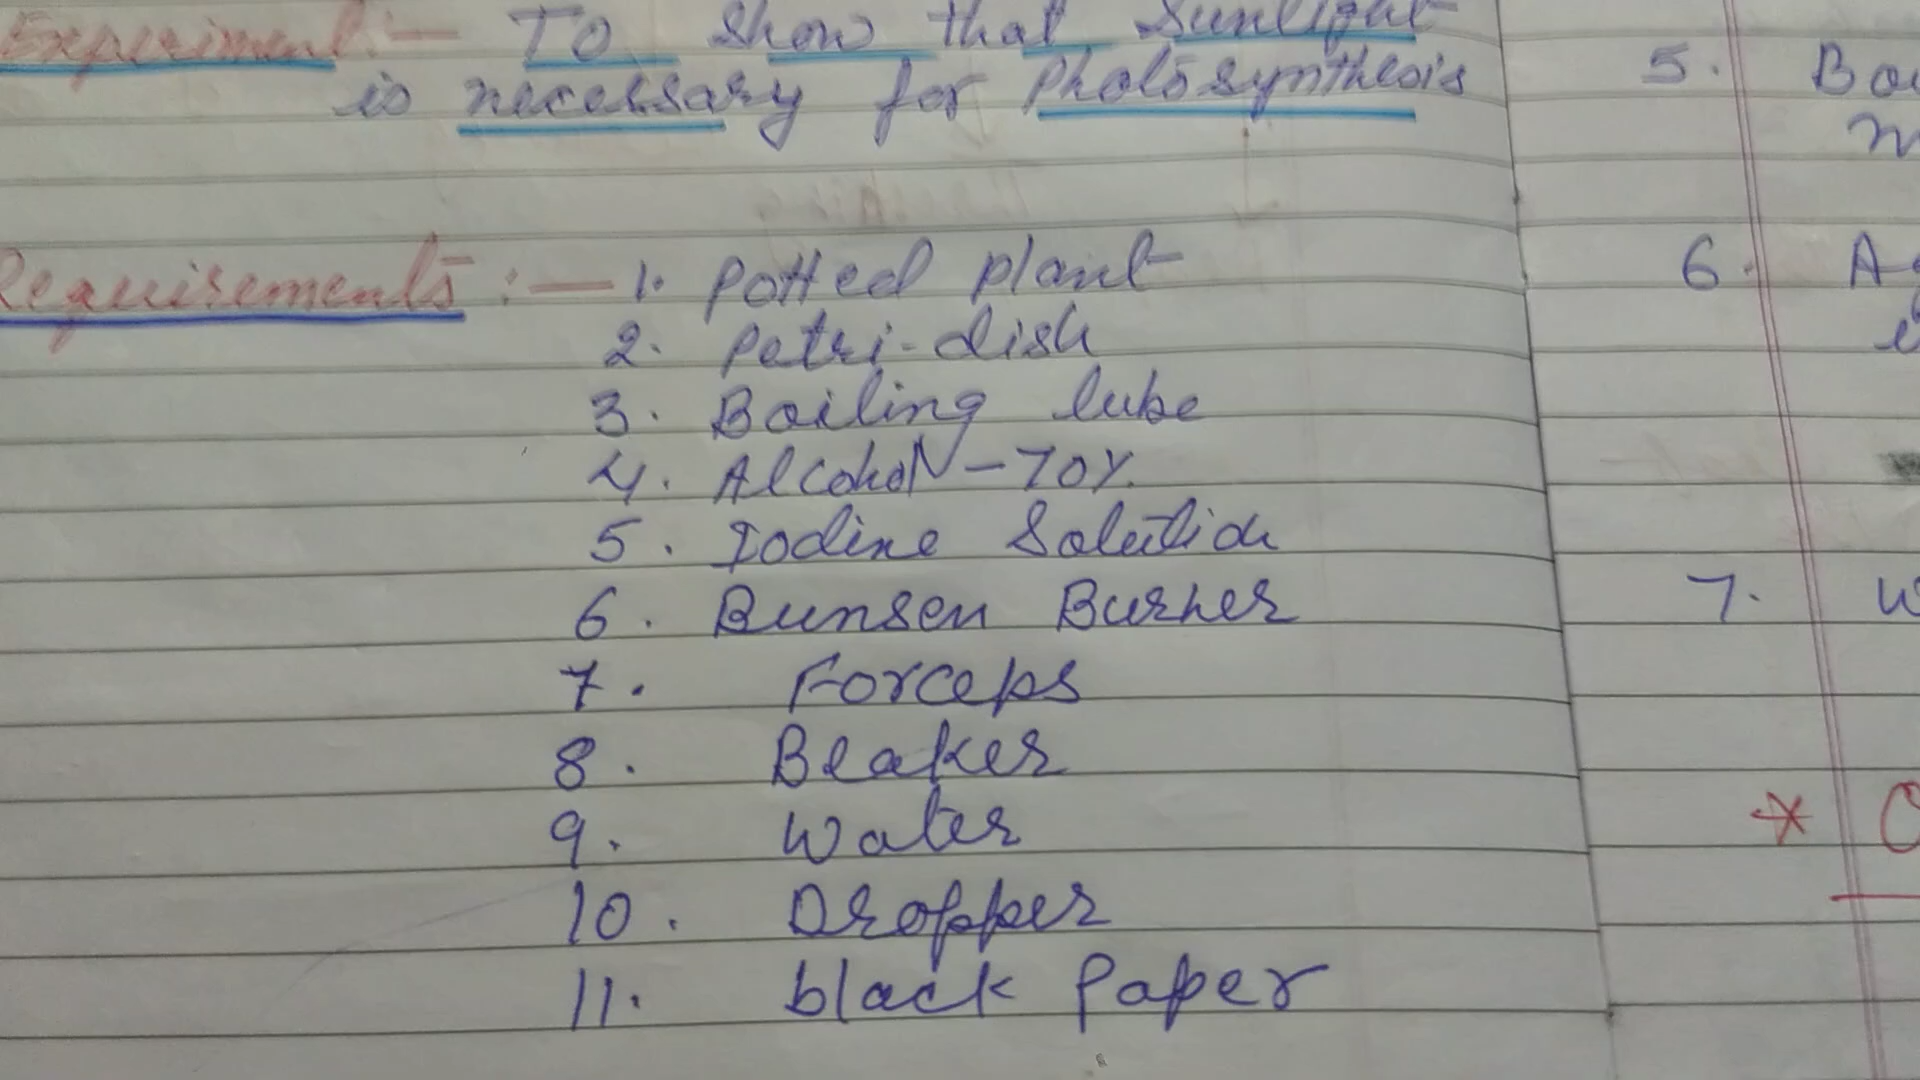 Experiment :- To show that Sunlight
is necessary for Photosynthesis
Requirements :- 1. Potted plant
2. Petri-dish
3. Boiling tube
4. Alcohol - 70%
5. Iodine Solution
6. Bunsen Burner
7. Forceps
8. Beaker
9. Water
10. Dropper
11. black Paper
5.
6.
7.
*